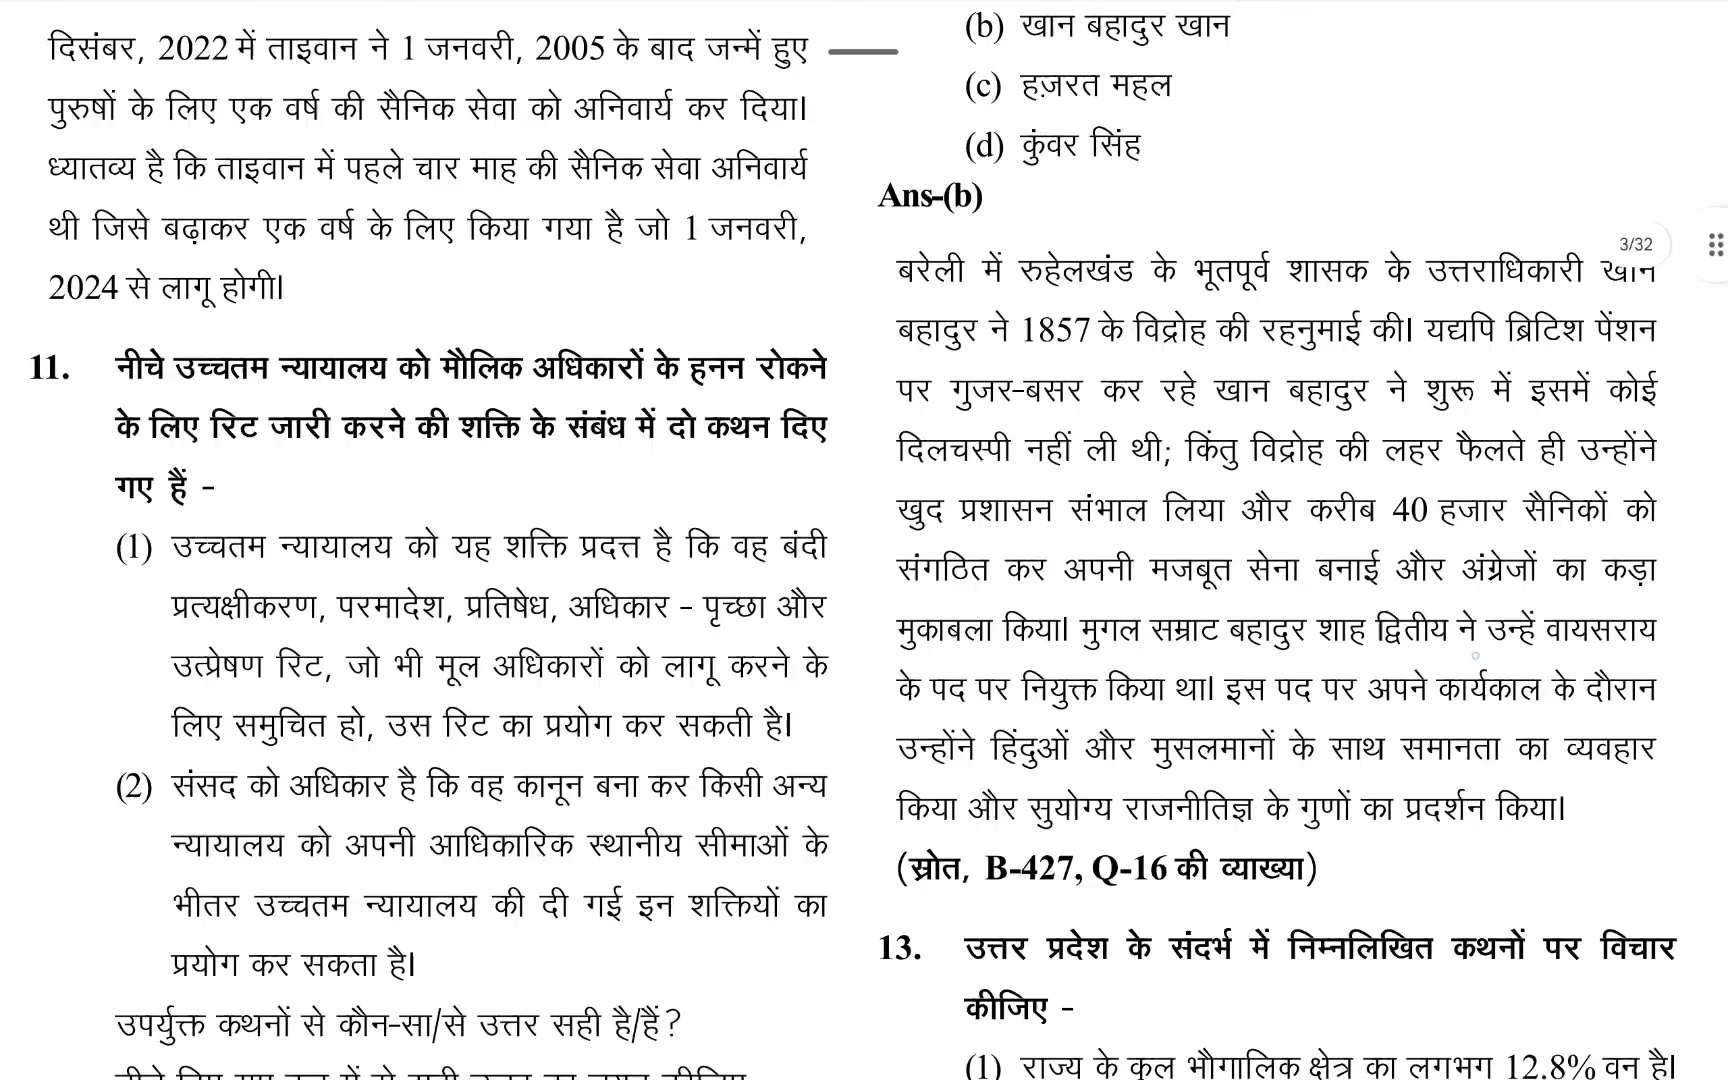 दिसंबर, 2022 में ताइवान ने 1 जनवरी, 2005 के बाद जन्में हुए
पुरुषों के लिए एक वर्ष की सैनिक सेवा को अनिवार्य कर दिया।
ध्यातव्य है कि ताइवान में पहले चार माह की सैनिक सेवा अनिवार्य
थी जिसे बढ़ाकर एक वर्ष के लिए किया गया है जो 1 जनवरी,
2024 से लागू होगी।
11. नीचे उच्चतम न्यायालय को मौलिक अधिकारों के हनन रोकने
के लिए रिट जारी करने की शक्ति के संबंध में दो कथन दिए
गए हैं -
(1) उच्चतम न्यायालय को यह शक्ति प्रदत्त है कि वह बंदी
प्रत्यक्षीकरण, परमादेश, प्रतिषेध, अधिकार - पृच्छा और
उत्प्रेषण रिट, जो भी मूल अधिकारों को लागू करने के
लिए समुचित हो, उस रिट का प्रयोग कर सकती है।
(2) संसद को अधिकार है कि वह कानून बना कर किसी अन्य
न्यायालय को अपनी आधिकारिक स्थानीय सीमाओं के
भीतर उच्चतम न्यायालय की दी गई इन शक्तियों का
प्रयोग कर सकता है।
उपर्युक्त कथनों से कौन-सा/से उत्तर सही है/हैं?
(b) खान बहादुर खान
(c) हज़रत महल
(d) कुंवर सिंह
Ans-(b)
3/32
बरेली में रुहेलखंड के भूतपूर्व शासक के उत्तराधिकारी खान
बहादुर ने 1857 के विद्रोह की रहनुमाई की। यद्यपि ब्रिटिश पेंशन
पर गुजर-बसर कर रहे खान बहादुर ने शुरू में इसमें कोई
दिलचस्पी नहीं ली थी; किंतु विद्रोह की लहर फैलते ही उन्होंने
खुद प्रशासन संभाल लिया और करीब 40 हजार सैनिकों को
संगठित कर अपनी मजबूत सेना बनाई और अंग्रेजों का कड़ा
मुकाबला किया। मुगल सम्राट बहादुर शाह द्वितीय ने उन्हें वायसराय
के पद पर नियुक्त किया था। इस पद पर अपने कार्यकाल के दौरान
उन्होंने हिंदुओं और मुसलमानों के साथ समानता का व्यवहार
किया और सुयोग्य राजनीतिज्ञ के गुणों का प्रदर्शन किया।
(स्रोत, B-427, Q-16 की व्याख्या)
13. उत्तर प्रदेश के संदर्भ में निम्नलिखित कथनों पर विचार
कीजिए -
(1) राज्य के कुल भौगालिक क्षेत्र का लगभग 12.8% वन है।